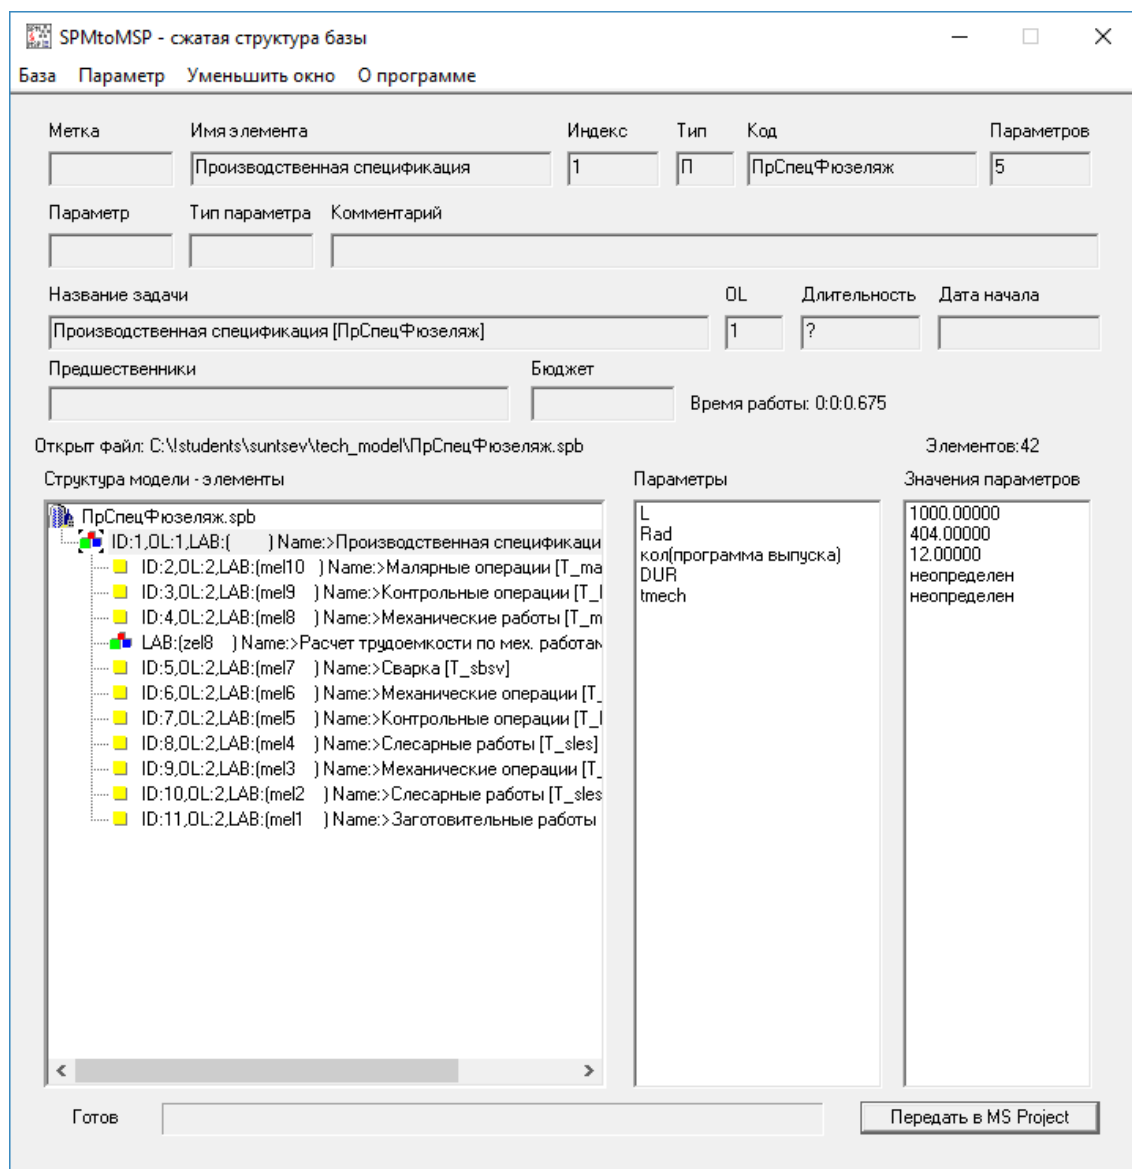 SPMtoMSP - сжатая структура базы
База Параметр Уменьшить окно О программе
Метка Имя элемента Индекс Тип Код Параметров
Производственная спецификация 1 П ПрСпецФюзеляж 5
Параметр Тип параметра Комментарий
Название задачи OL Длительность Дата начала
Производственная спецификация [ПрСпецФюзеляж] 1 ?
Предшественники Бюджет
Время работы: 0:0:0.675
Открыт файл: C:\!students\suntsev\tech_model\ПрСпецФюзеляж.spb Элементов:42
Структура модели - элементы Параметры Значения параметров
ПрСпецФюзеляж.spb
ID:1,OL:1,LAB:( ) Name:>Производственная спецификаци
ID:2,OL:2,LAB:(mel10 ) Name:>Малярные операции [T_ma
ID:3,OL:2,LAB:(mel9 ) Name:>Контрольные операции [T_
ID:4,OL:2,LAB:(mel8 ) Name:>Механические работы [T_m
LAB:(zel8 ) Name:>Расчет трудоемкости по мех. работам
ID:5,OL:2,LAB:(mel7 ) Name:>Сварка [T_sbsv]
ID:6,OL:2,LAB:(mel6 ) Name:>Механические операции [T_
ID:7,OL:2,LAB:(mel5 ) Name:>Контрольные операции [T_
ID:8,OL:2,LAB:(mel4 ) Name:>Слесарные работы [T_sles]
ID:9,OL:2,LAB:(mel3 ) Name:>Механические операции [T_
ID:10,OL:2,LAB:(mel2 ) Name:>Слесарные работы [T_sles
ID:11,OL:2,LAB:(mel1 ) Name:>Заготовительные работы
L 1000.00000
Rad 404.00000
кол(программа выпуска) 12.00000
DUR неопределен
tmech неопределен
Готов Передать в MS Project